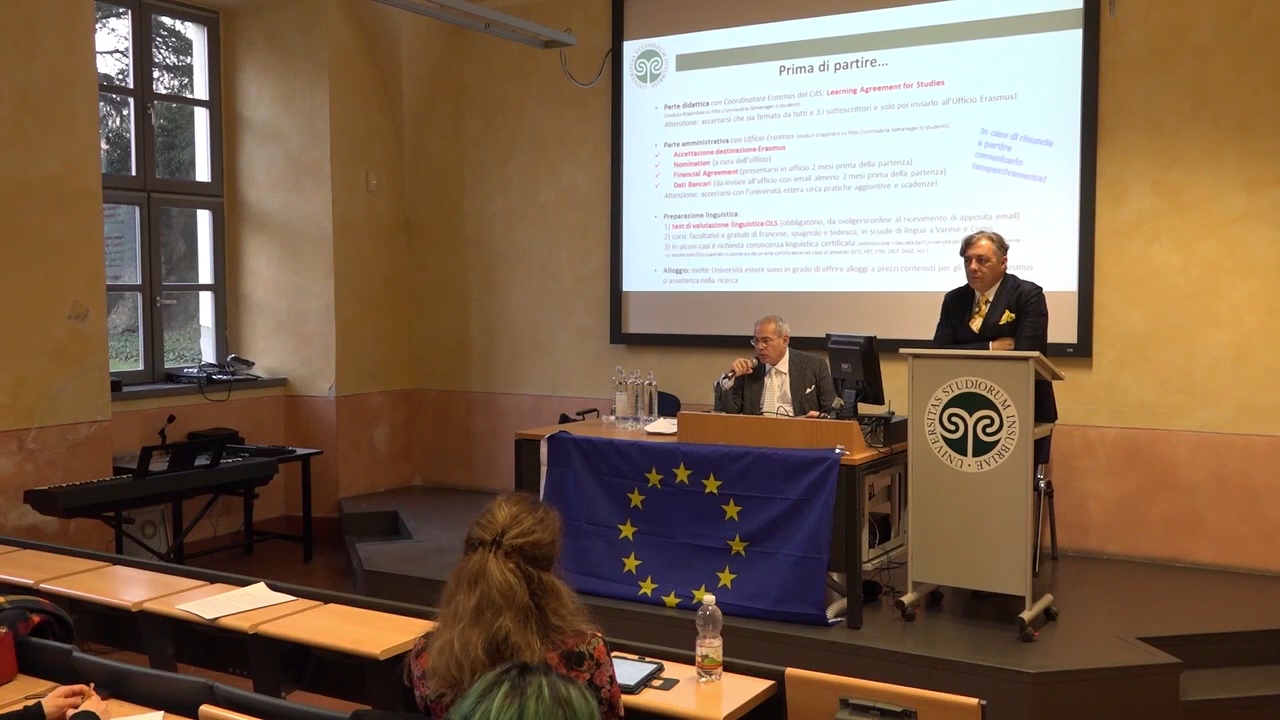 Prima di partire...
Parte didattica con Coordinatore Erasmus del CdS: Learning Agreement for Studies
Attenzione: accertarsi che sia firmato da tutti e 3 i sottoscrittori e solo poi inviarlo all'Ufficio Erasmus!
Parte amministrativa con Ufficio Erasmus
Accettazione destinazione Erasmus
Nomination (a cura dell'ufficio)
Financial Agreement (presentarsi in ufficio 2 mesi prima della partenza)
Dati Bancari (da inviare all'ufficio con email almeno 2 mesi prima della partenza)
Attenzione: accertarsi con l'università estera circa pratiche aggiuntive e scadenze!
In caso di rinuncia
a partire
comunicarlo
tempestivamente!
Preparazione linguistica:
1) test di valutazione linguistica OLS (obbligatorio, da svolgersi online al ricevimento di apposita email)
2) corsi facoltativi e gratuiti di francese, spagnolo e tedesco, in scuole di lingua a Varese e Como
3) in alcuni casi è richiesta conoscenza linguistica certificata
Alloggio: molte Università estere sono in grado di offrire alloggi a prezzi contenuti per gli Erasmus
o assistenza nella ricerca
UNIVERSITAS STUDIORUM INSUBRIAE